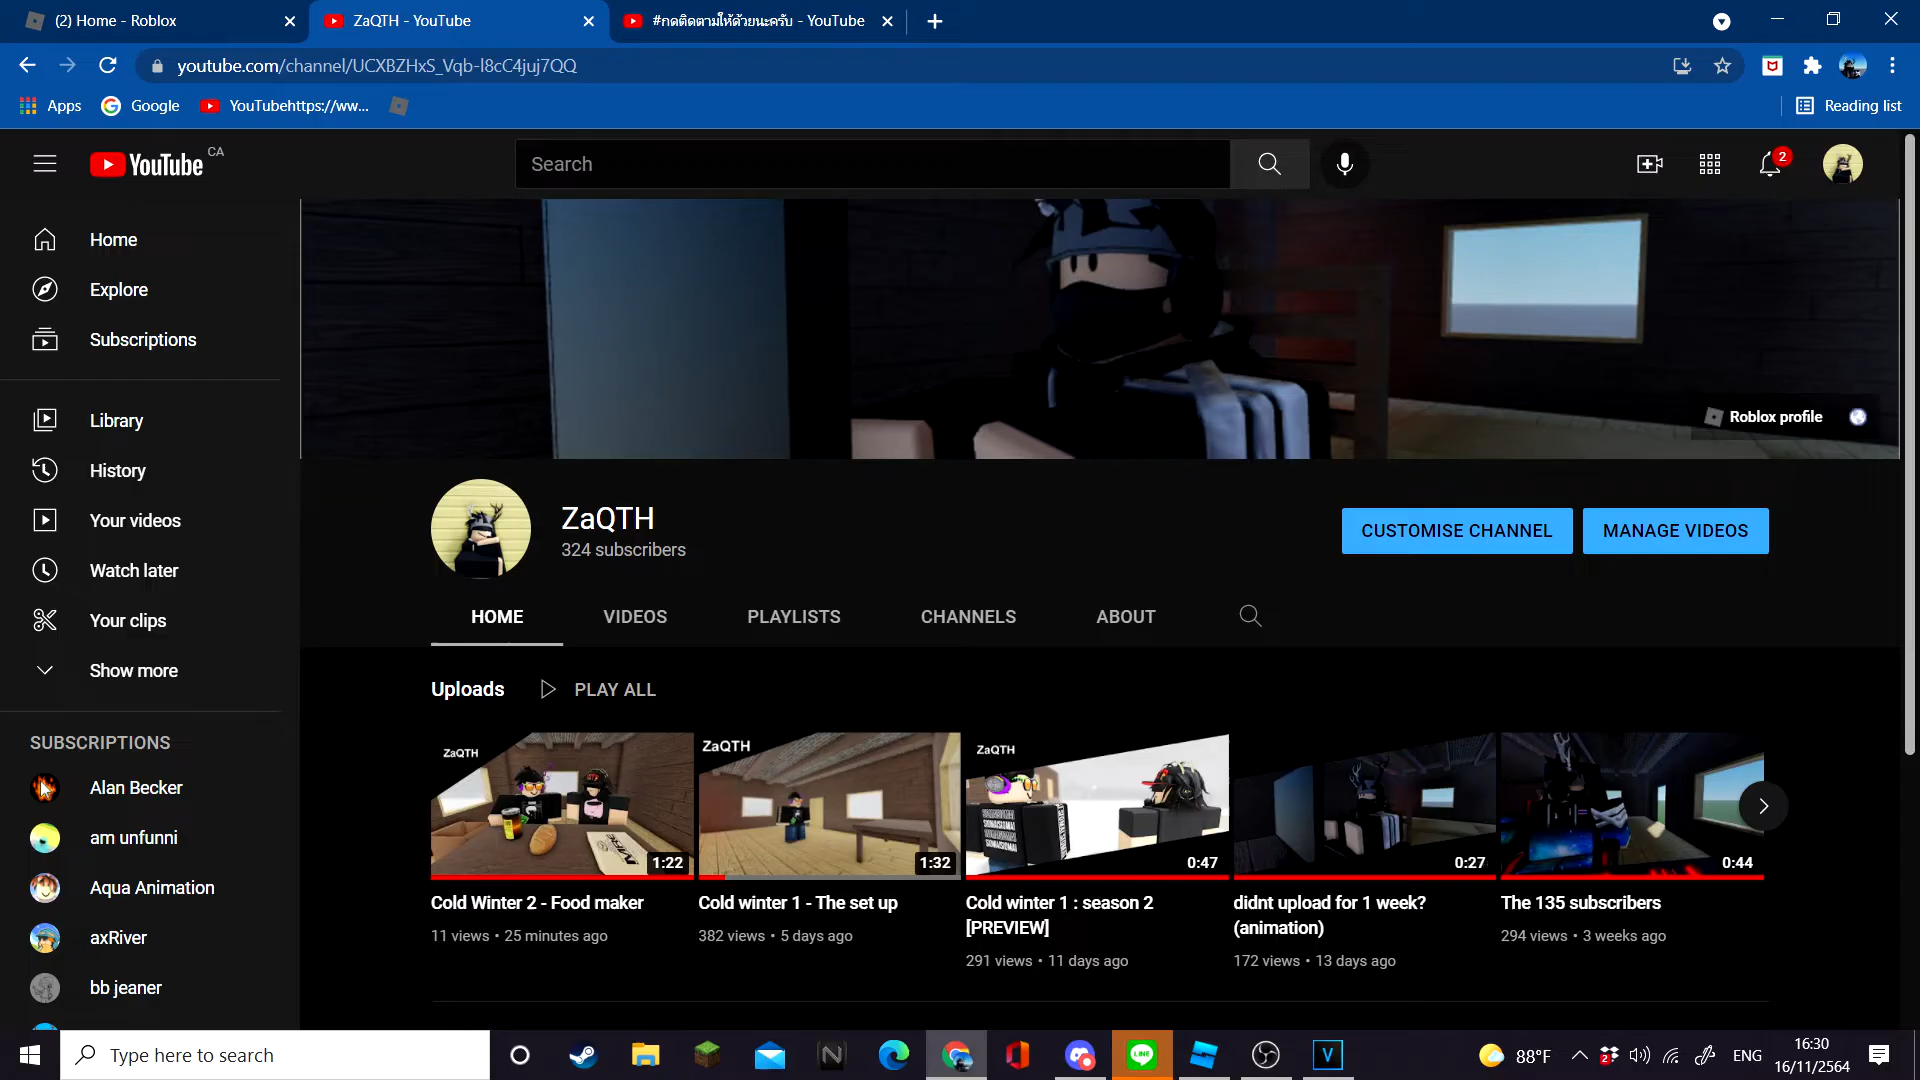 (2) Home - Roblox
ZaQTH - YouTube
#กดติดตามให้ด้วยนะครับ - YouTube
youtube.com/channel/UCXBZHxS_Vqb-I8cC4juj7QQ
Apps
Google
YouTubehttps://ww...
Reading list
YouTube CA
Search
2
Home
Explore
Subscriptions
Library
History
Your videos
Watch later
Your clips
Show more
SUBSCRIPTIONS
Alan Becker
am unfunni
Aqua Animation
axRiver
bb jeaner
Roblox profile
ZaQTH
324 subscribers
CUSTOMISE CHANNEL
MANAGE VIDEOS
HOME
VIDEOS
PLAYLISTS
CHANNELS
ABOUT
Uploads
PLAY ALL
ZaQTH
1:22
Cold Winter 2 - Food maker
11 views • 25 minutes ago
ZaQTH
1:32
Cold winter 1 - The set up
382 views • 5 days ago
ZaQTH
0:47
Cold winter 1 : season 2
[PREVIEW]
291 views • 11 days ago
0:27
didnt upload for 1 week?
(animation)
172 views • 13 days ago
0:44
The 135 subscribers
294 views • 3 weeks ago
Type here to search
LINE
V
88°F
2
ENG
16:30
16/11/2564